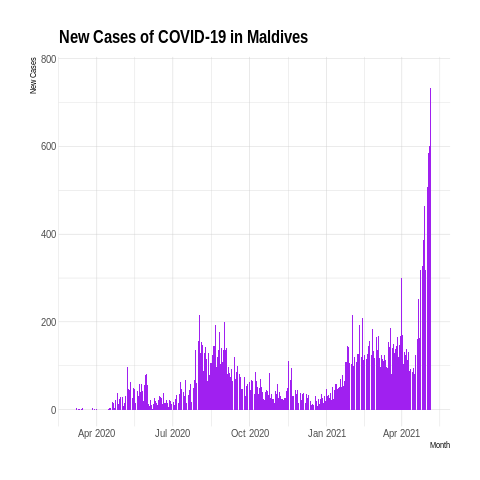 New Cases of COVID-19 in Maldives
New Cases
800
600
400
200
0
Apr 2020 Jul 2020 Oct 2020 Jan 2021 Apr 2021
Month